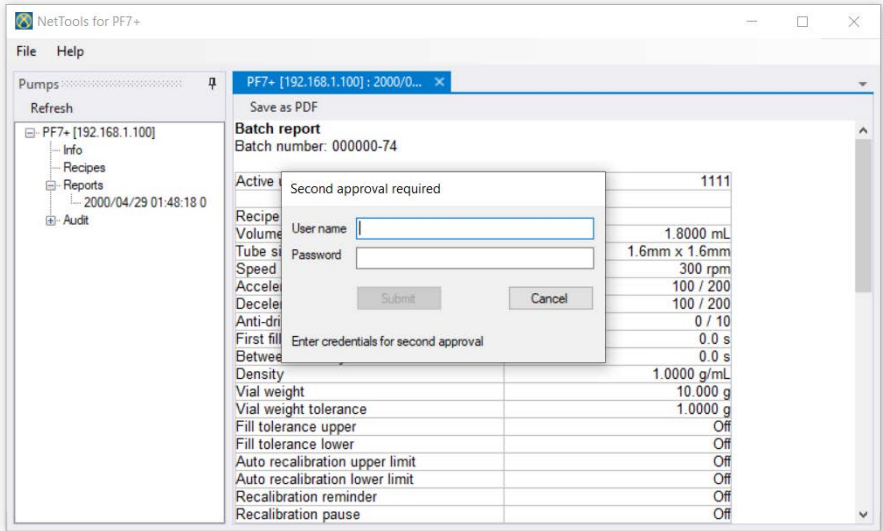 NetTools for PF7+
File Help
Pumps
Refresh
PF7+ [192.168.1.100]
Info
Recipes
Reports
2000/04/29 01:48:18 0
Audit
PF7+ [192.168.1.100] : 2000/0...
Save as PDF
Batch report
Batch number: 000000-74
Active 1111
Recipe
Volume 1.8000 mL
Tube si 1.6mm x 1.6mm
Speed 300 rpm
Acceler 100 / 200
Deceler 100 / 200
Anti-dri 0 / 10
First fill 0.0 s
Betwee 0.0 s
Density 1.0000 g/mL
Vial weight 10.000 g
Vial weight tolerance 1.0000 g
Fill tolerance upper Off
Fill tolerance lower Off
Auto recalibration upper limit Off
Auto recalibration lower limit Off
Recalibration reminder Off
Recalibration pause Off
Second approval required
User name
Password
Submit Cancel
Enter credentials for second approval